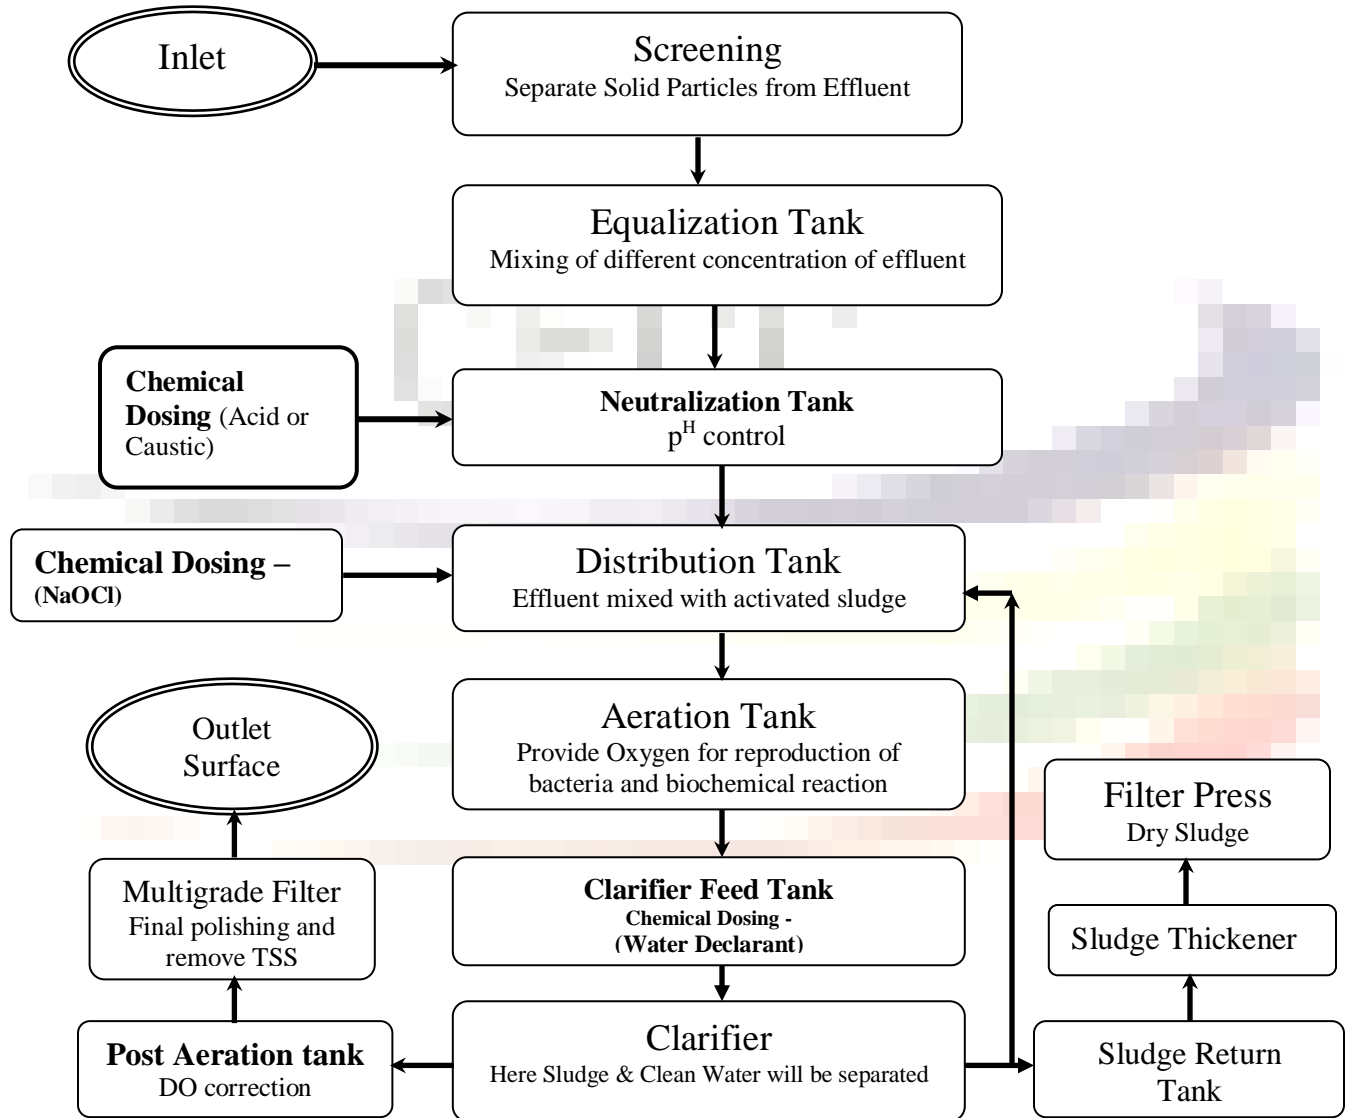 Inlet
Screening
Separate Solid Particles from Effluent
Equalization Tank
Mixing of different concentration of effluent
Chemical
Dosing (Acid or
Caustic)
Neutralization Tank
pᴴ control
Chemical Dosing –
(NaOCl)
Distribution Tank
Effluent mixed with activated sludge
Outlet
Surface
Aeration Tank
Provide Oxygen for reproduction of
bacteria and biochemical reaction
Filter Press
Dry Sludge
Multigrade Filter
Final polishing and
remove TSS
Clarifier Feed Tank
Chemical Dosing -
(Water Declarant)
Sludge Thickener
Post Aeration tank
DO correction
Clarifier
Here Sludge & Clean Water will be separated
Sludge Return
Tank